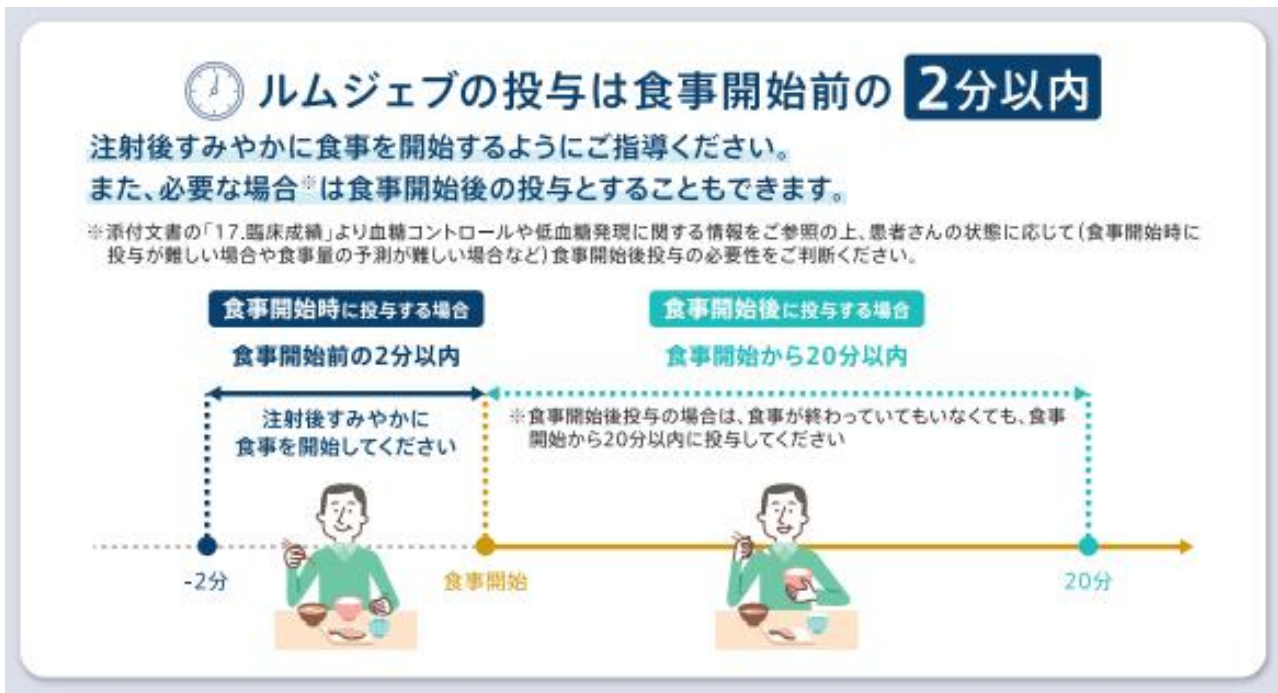 ルムジェブの投与は食事開始前の 2分以内
注射後すみやかに食事を開始するようにご指導ください。
また、必要な場合※は食事開始後の投与とすることもできます。
※添付文書の「17.臨床成績」より血糖コントロールや低血糖発現に関する情報をご参照の上、患者さんの状態に応じて(食事開始時に
投与が難しい場合や食事量の予測が難しい場合など)食事開始後投与の必要性をご判断ください。
食事開始時に投与する場合
食事開始前の2分以内
注射後すみやかに
食事を開始してください
食事開始後に投与する場合
食事開始から20分以内
※食事開始後投与の場合は、食事が終わっていてもいなくても、食事
開始から20分以内に投与してください
-2分
食事開始
20分